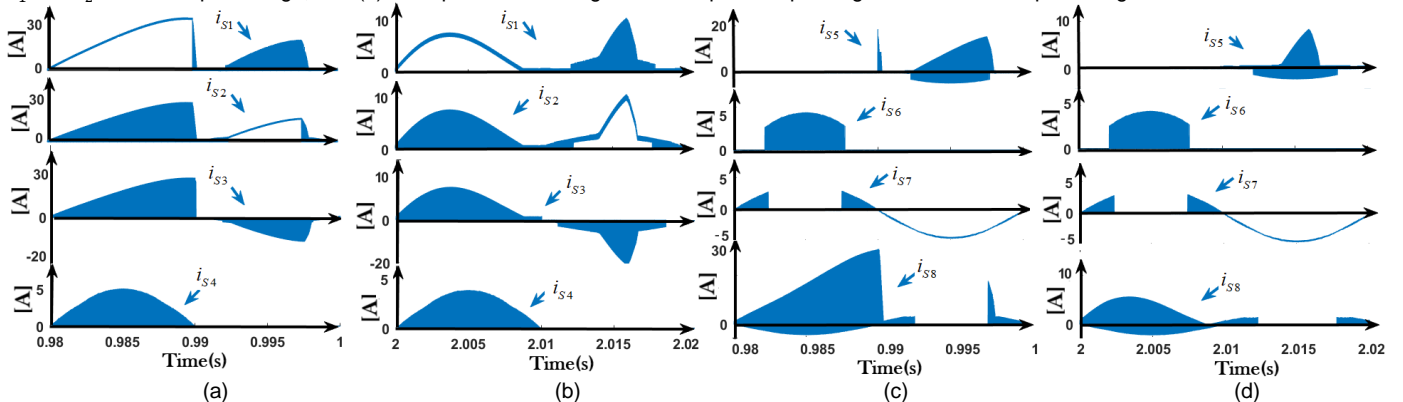 [A] 30 0 i_S1
[A] 30 0 i_S2
[A] 30 0 -20 i_S3
[A] 5 0 i_S4
0.98 0.985 0.99 0.995 1
Time(s)
(a)
[A] 10 5 0 i_S1
[A] 10 5 0 i_S2
[A] 10 0 -20 i_S3
[A] 5 0 i_S4
2 2.005 2.01 2.015 2.02
Time(s)
(b)
[A] 20 0 i_S5
[A] 5 0 i_S6
[A] 5 0 -5 i_S7
[A] 30 0 i_S8
0.98 0.985 0.99 0.995 1
Time(s)
(c)
[A] 10 0 i_S5
[A] 5 0 i_S6
[A] 5 0 -5 i_S7
[A] 10 0 i_S8
2 2.005 2.01 2.015 2.02
Time(s)
(d)